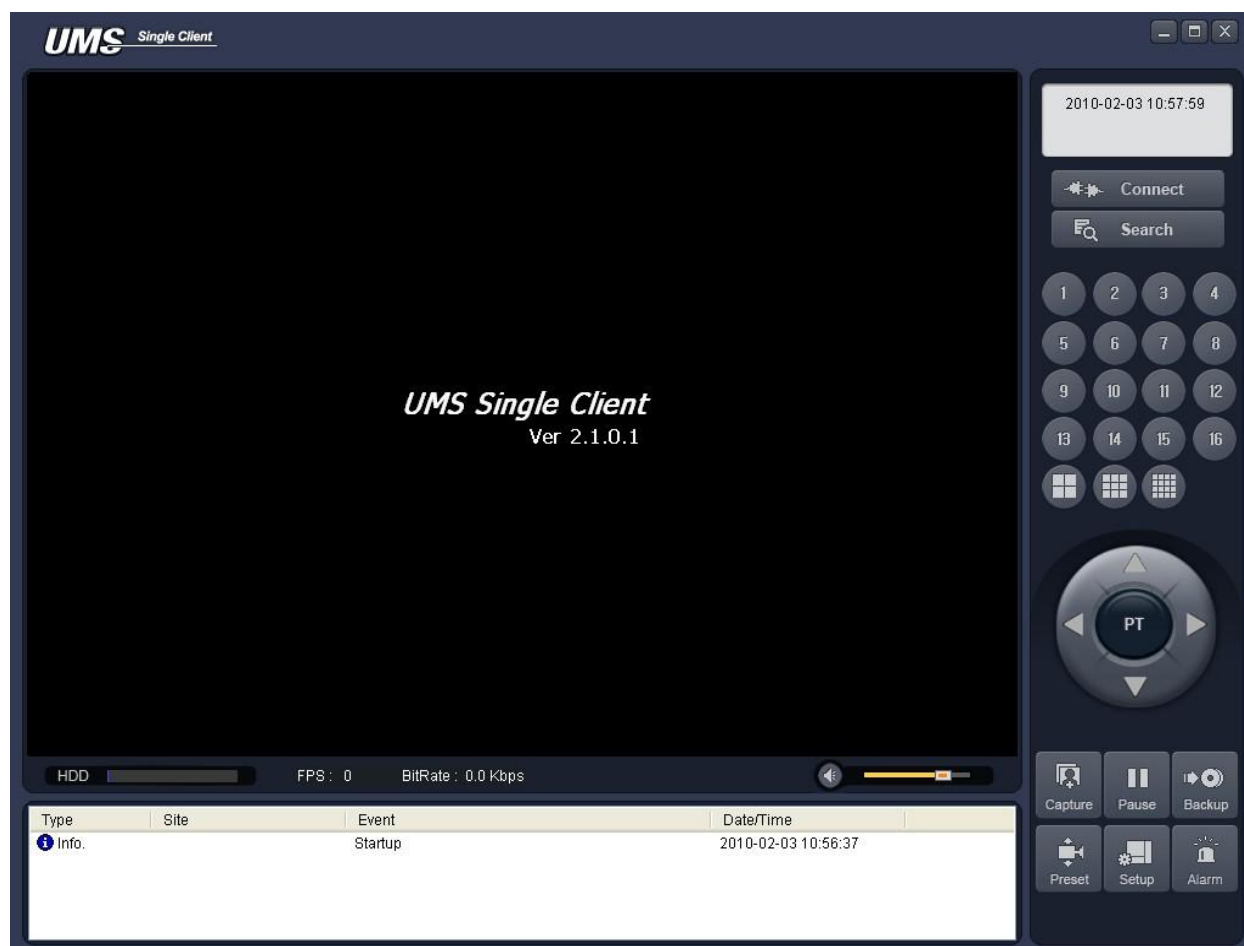 UMS Single Client
2010-02-03 10:57:59
Connect
Search
1 2 3 4
5 6 7 8
9 10 11 12
13 14 15 16
UMS Single Client
Ver 2.1.0.1
PT
HDD FPS : 0 BitRate : 0.0 Kbps
Capture Pause Backup
Preset Setup Alarm
Type Site Event Date/Time
Info. Startup 2010-02-03 10:56:37